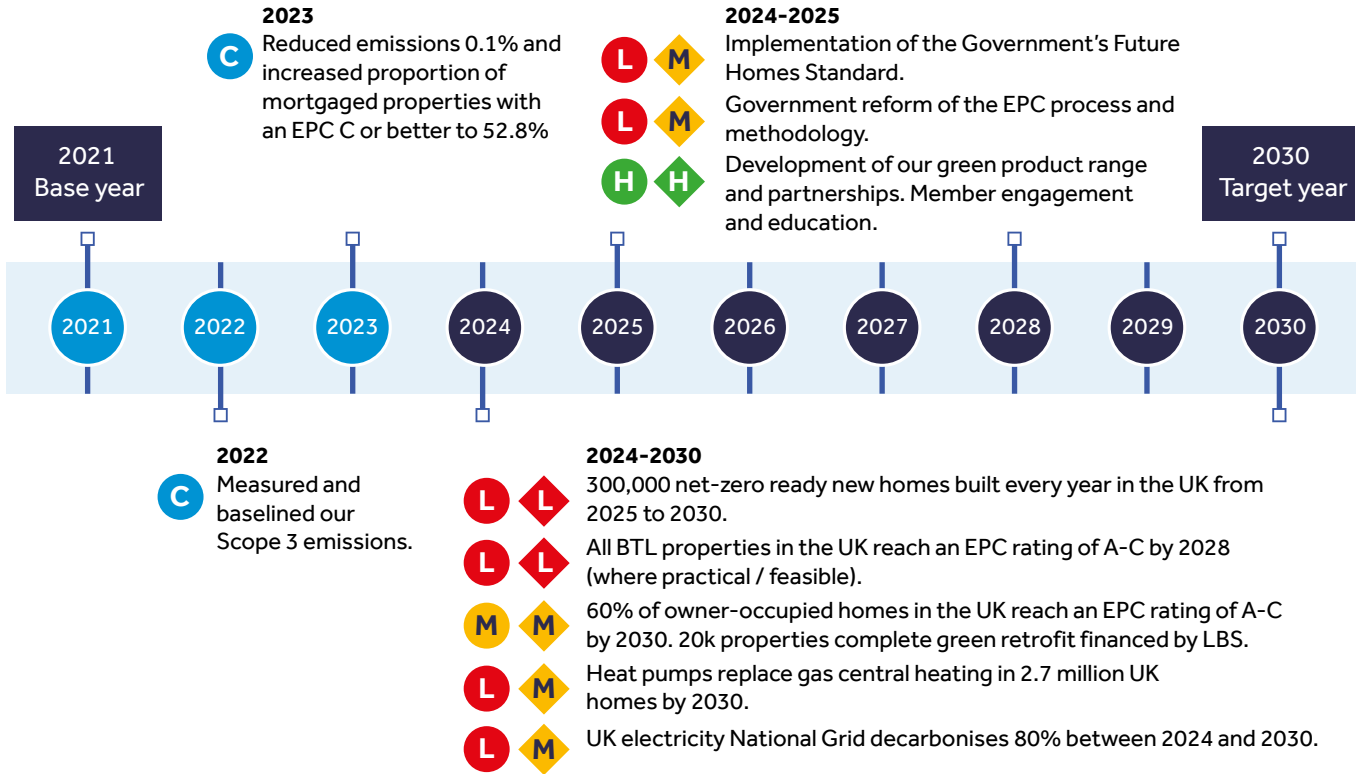 2023
C
Reduced emissions 0.1% and
increased proportion of
mortgaged properties with
an EPC C or better to 52.8%
2024-2025
L M
Implementation of the Government’s Future
Homes Standard.
L M
Government reform of the EPC process and
methodology.
H H
Development of our green product range
and partnerships. Member engagement
and education.
2021
Base year
2030
Target year
2021 2022 2023 2024 2025 2026 2027 2028 2029 2030
2022
C
Measured and
baselined our
Scope 3 emissions.
2024-2030
L L
300,000 net-zero ready new homes built every year in the UK from
2025 to 2030.
L L
All BTL properties in the UK reach an EPC rating of A-C by 2028
(where practical / feasible).
M M
60% of owner-occupied homes in the UK reach an EPC rating of A-C
by 2030. 20k properties complete green retrofit financed by LBS.
L M
Heat pumps replace gas central heating in 2.7 million UK
homes by 2030.
L M
UK electricity National Grid decarbonises 80% between 2024 and 2030.